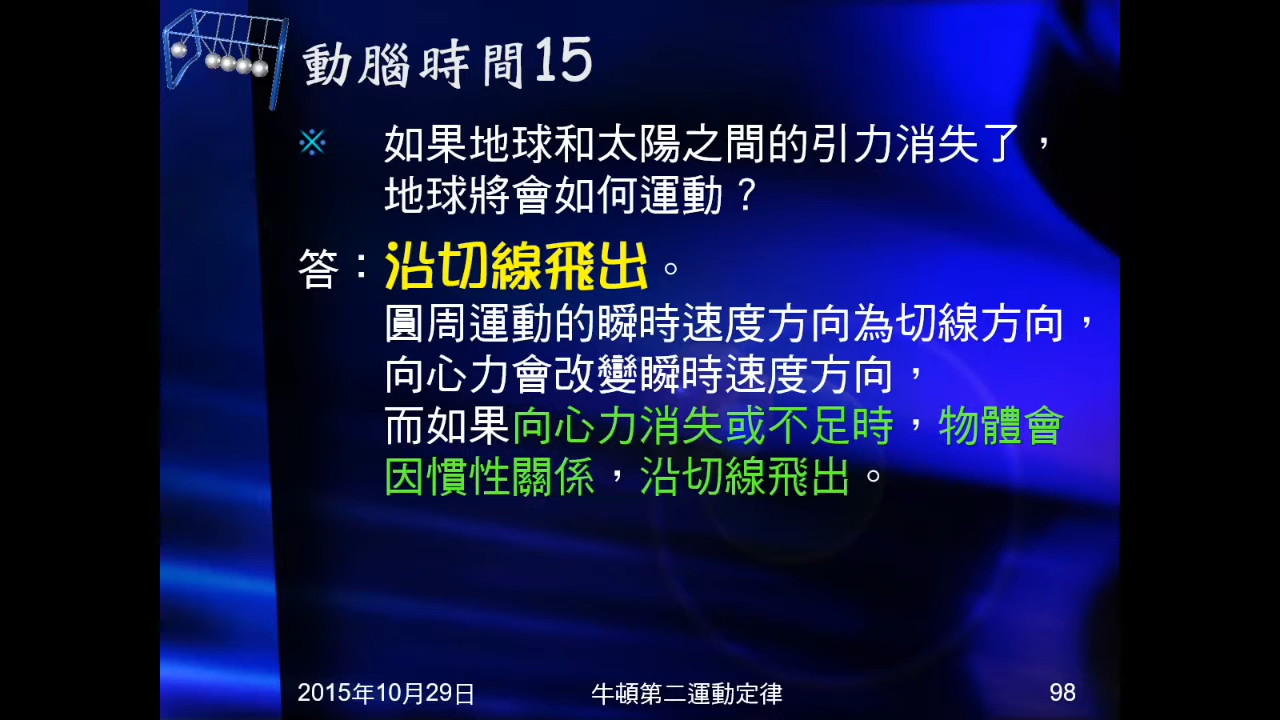 動腦時間15
※ 如果地球和太陽之間的引力消失了，
地球將會如何運動？
答：沿切線飛出。
圓周運動的瞬時速度方向為切線方向，
向心力會改變瞬時速度方向，
而如果向心力消失或不足時，物體會
因慣性關係，沿切線飛出。
2015年10月29日
牛頓第二運動定律
98